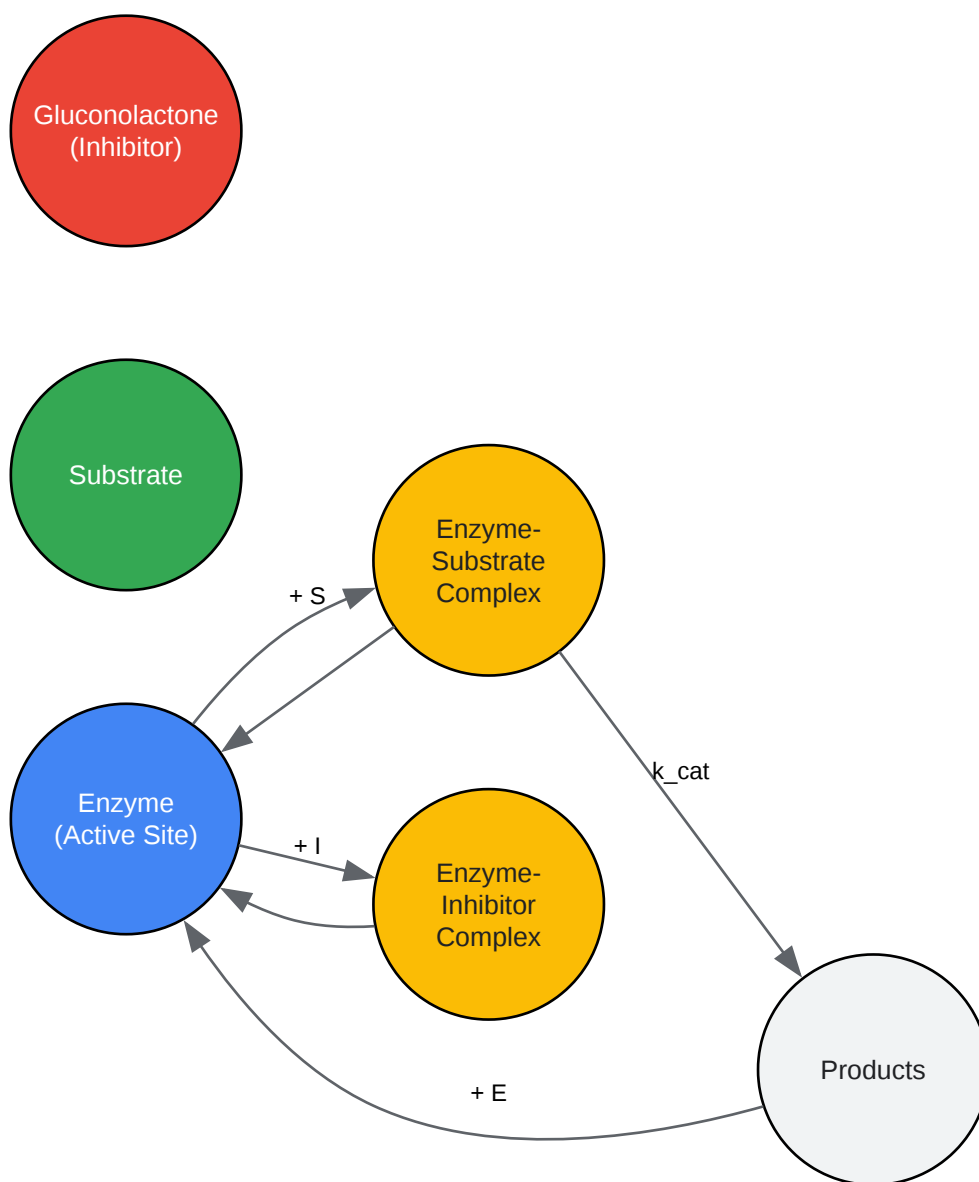 Gluconolactone
(Inhibitor)
Substrate
Enzyme-
Substrate
Complex
+ S
k_cat
Enzyme
(Active Site)
+ I
Enzyme-
Inhibitor
Complex
Products
+ E